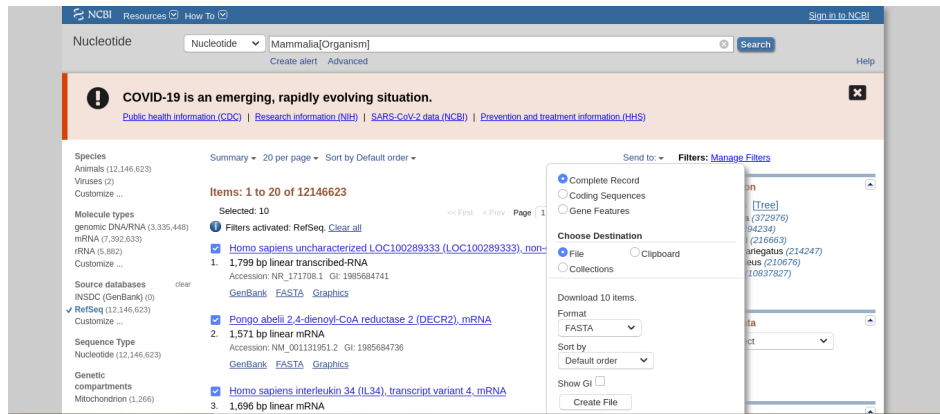 NCBI Resources How To Sign in to NCBI
Nucleotide Nucleotide Mammalia[Organism] Search
Create alert Advanced Help
COVID-19 is an emerging, rapidly evolving situation.
Public health information (CDC) | Research information (NIH) | SARS-CoV-2 data (NCBI) | Prevention and treatment information (HHS)
Species
Animals (12,146,623)
Viruses (2)
Customize ...
Molecule types
genomic DNA/RNA (3,335,448)
mRNA (7,392,633)
rRNA (5,882)
Customize ...
Source databases clear
INSDC (GenBank) (0)
RefSeq (12,146,623)
Customize ...
Sequence Type
Nucleotide (12,146,623)
Genetic
compartments
Mitochondrion (1,266)
Summary 20 per page Sort by Default order Send to: Filters: Manage Filters
Items: 1 to 20 of 12146623
Selected: 10 << First < Prev Page 1
Filters activated: RefSeq. Clear all
Homo sapiens uncharacterized LOC100289333 (LOC100289333), non-
1. 1,799 bp linear transcribed-RNA
Accession: NR_171708.1 GI: 1985684741
GenBank FASTA Graphics
Pongo abelii 2,4-dienoyl-CoA reductase 2 (DECR2), mRNA
2. 1,571 bp linear mRNA
Accession: NM_001131951.2 GI: 1985684736
GenBank FASTA Graphics
Homo sapiens interleukin 34 (IL34), transcript variant 4, mRNA
3. 1,696 bp linear mRNA
Complete Record
Coding Sequences
Gene Features
Choose Destination
File Clipboard
Collections
Download 10 items.
Format
FASTA
Sort by
Default order
Show GI
Create File
on
[Tree]
(372976)
94234)
(216663)
ariegatus (214247)
eus (210676)
10837827)
ta
ect